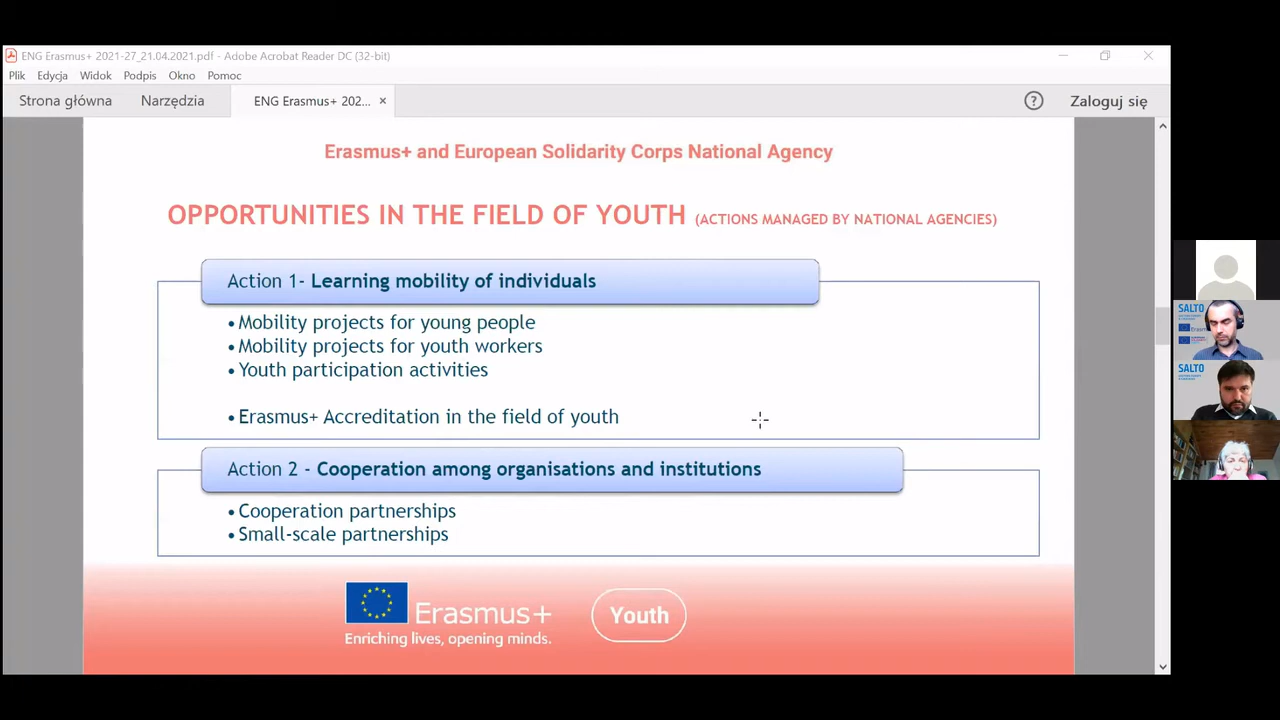 ENG Erasmus+ 2021-27_21.04.2021.pdf - Adobe Acrobat Reader DC (32-bit)
Plik Edycja Widok Podpis Okno Pomoc
Strona główna Narzędzia ENG Erasmus+ 202... × ? Zaloguj się
Erasmus+ and European Solidarity Corps National Agency
OPPORTUNITIES IN THE FIELD OF YOUTH (ACTIONS MANAGED BY NATIONAL AGENCIES)
Action 1- Learning mobility of individuals
• Mobility projects for young people
• Mobility projects for youth workers
• Youth participation activities
• Erasmus+ Accreditation in the field of youth
Action 2 - Cooperation among organisations and institutions
• Cooperation partnerships
• Small-scale partnerships
Erasmus+
Enriching lives, opening minds.
Youth
SALTO
SALTO